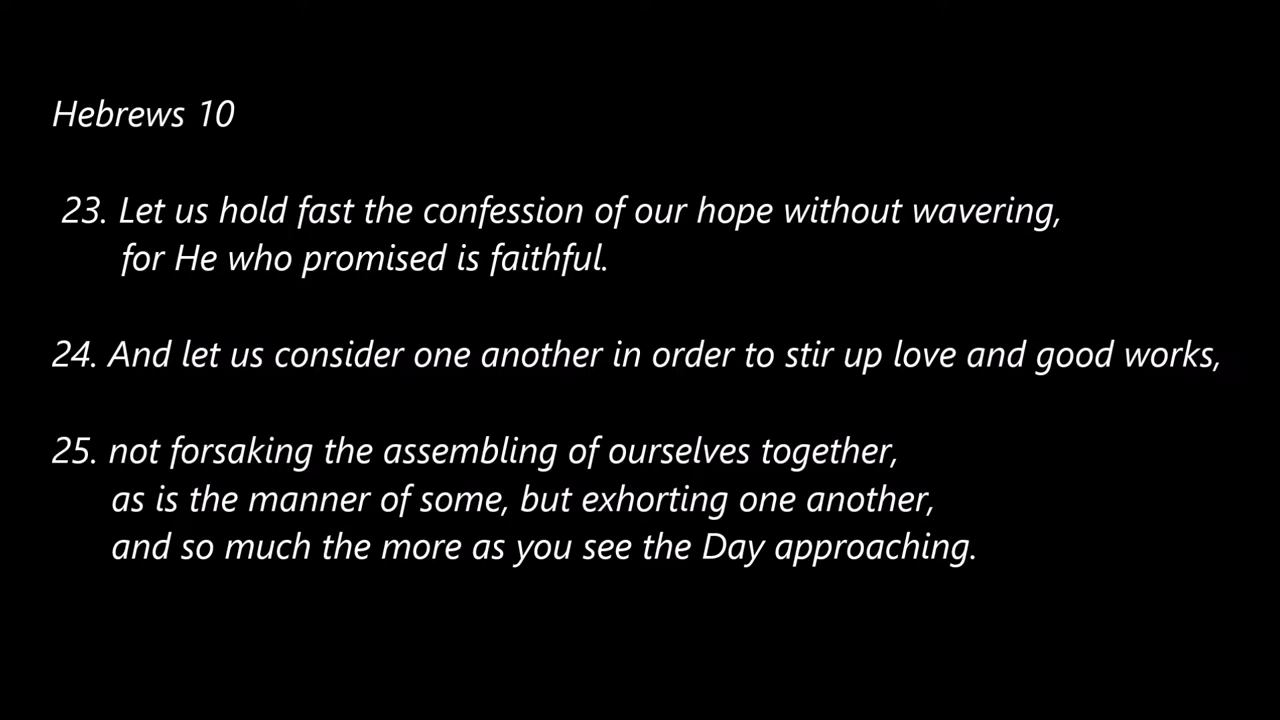 Hebrews 10
23. Let us hold fast the confession of our hope without wavering,
for He who promised is faithful.
24. And let us consider one another in order to stir up love and good works,
25. not forsaking the assembling of ourselves together,
as is the manner of some, but exhorting one another,
and so much the more as you see the Day approaching.